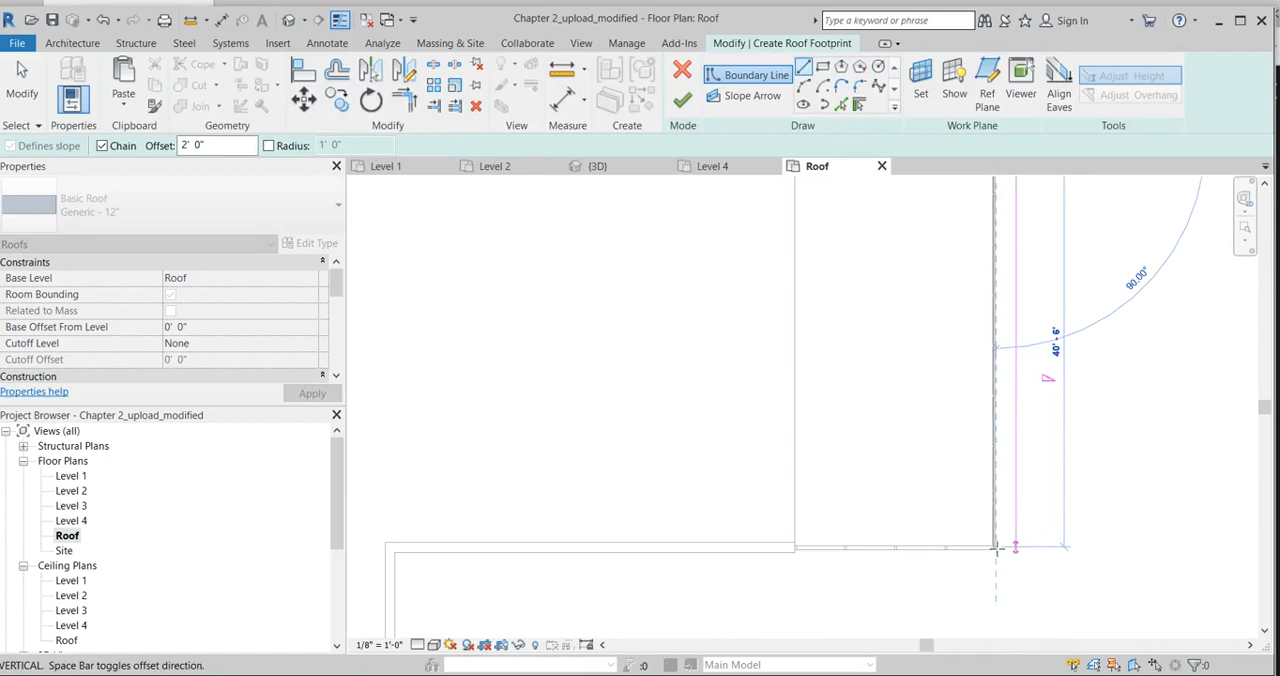 Chapter 2_upload_modified - Floor Plan: Roof
Type a keyword or phrase
Sign In
File Architecture Structure Steel Systems Insert Annotate Analyze Massing & Site Collaborate View Manage Add-Ins Modify | Create Roof Footprint
Modify
Properties
Paste
Cope
Cut
Join
Boundary Line
Slope Arrow
Set
Show
Ref Plane
Viewer
Align Eaves
Adjust Height
Adjust Overhang
Select Properties Clipboard Geometry Modify View Measure Create Mode Draw Work Plane Tools
Defines slope Chain Offset: 2' 0" Radius: 1' 0"
Properties
Level 1 Level 2 {3D} Level 4 Roof
Basic Roof
Generic - 12"
Roofs Edit Type
Constraints
Base Level Roof
Room Bounding
Related to Mass
Base Offset From Level 0' 0"
Cutoff Level None
Cutoff Offset 0' 0"
Construction
Properties help Apply
Project Browser - Chapter 2_upload_modified
Views (all)
Structural Plans
Floor Plans
Level 1
Level 2
Level 3
Level 4
Roof
Site
Ceiling Plans
Level 1
Level 2
Level 3
Level 4
Roof
90.00°
40' - 6"
1/8" = 1'-0"
VERTICAL. Space Bar toggles offset direction.
:0
Main Model
:0